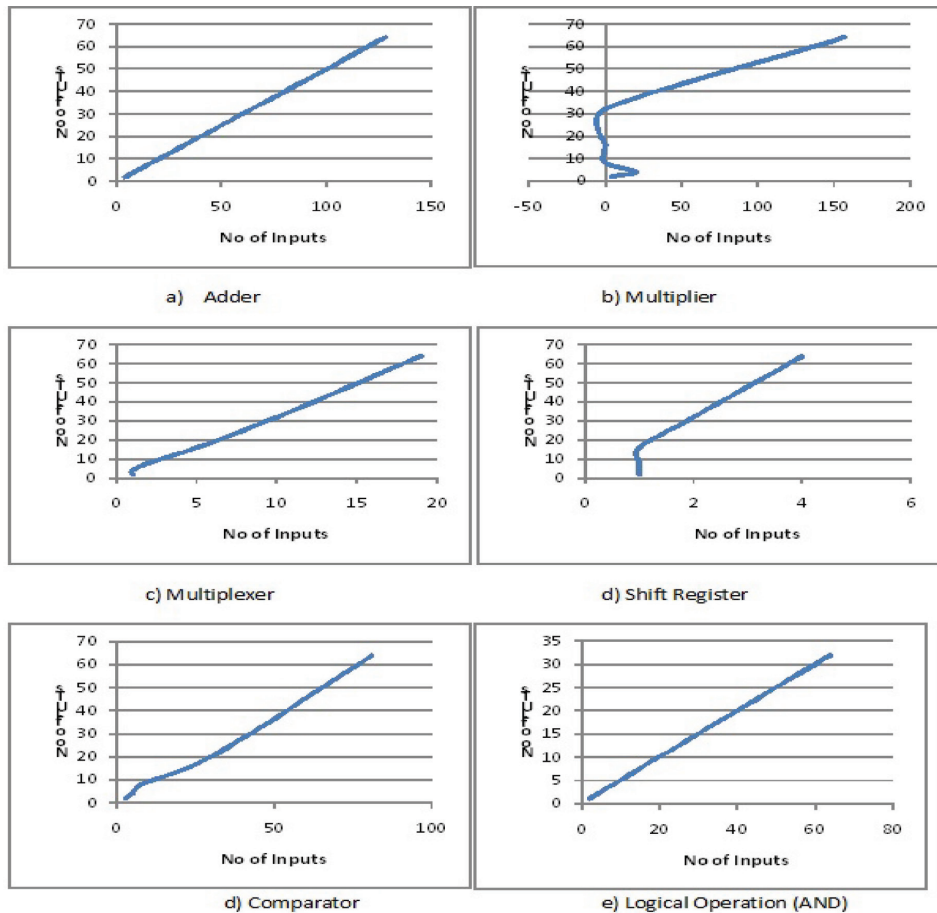 No of LUTs
70
60
50
40
30
20
10
0
0 50 100 150
No of Inputs
a) Adder
No of LUTs
70
60
50
40
30
20
10
0
-50 0 50 100 150 200
No of Inputs
b) Multiplier
No of LUTs
70
60
50
40
30
20
10
0
0 5 10 15 20
No of Inputs
c) Multiplexer
No of LUTs
70
60
50
40
30
20
10
0
0 2 4 6
No of Inputs
d) Shift Register
No of LUTs
70
60
50
40
30
20
10
0
0 50 100
No of Inputs
d) Comparator
No of LUTs
35
30
25
20
15
10
5
0
0 20 40 60 80
No of Inputs
e) Logical Operation (AND)